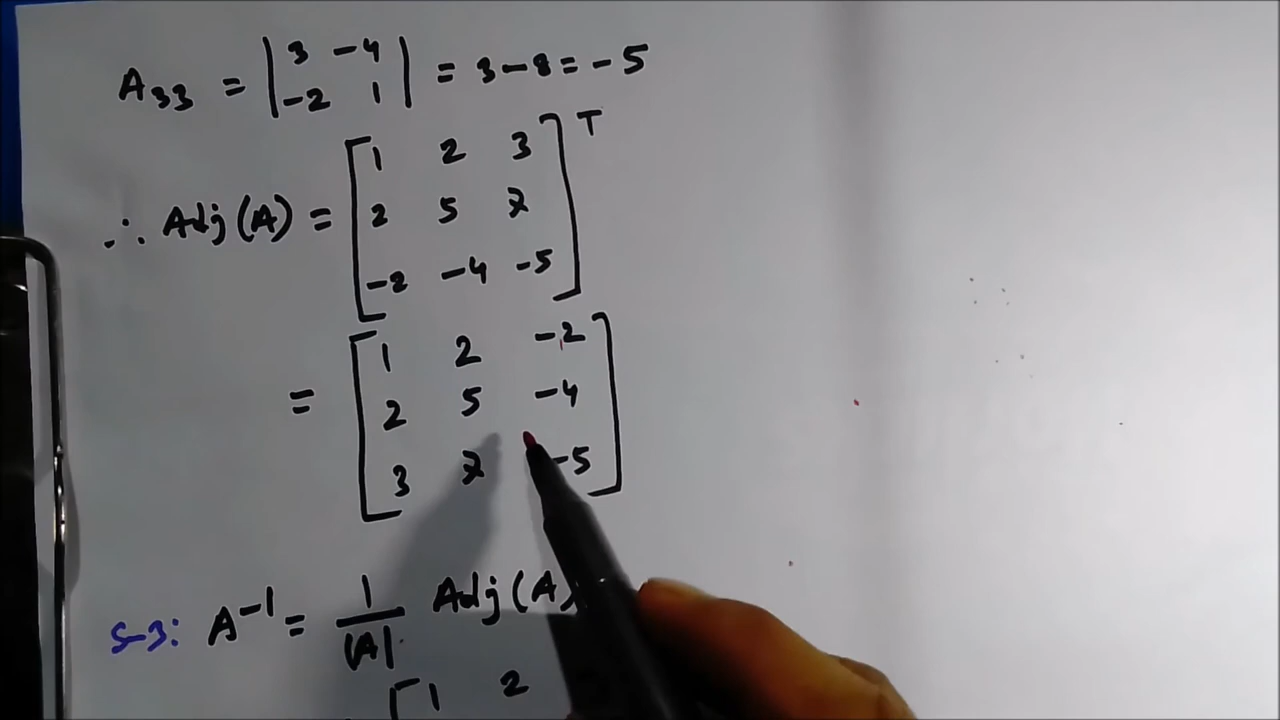 A33 = | 3 -4 | = 3-8 = -5
| -2 1 |
[ 1 2 3 ] T
∴ Adj(A) = [ 2 5 7 ]
[ -2 -4 -5 ]
[ 1 2 -2 ]
= [ 2 5 -4 ]
[ 3 7 -5 ]
S-3: A^-1 = 1/|A| Adj(A)
[ 1 2